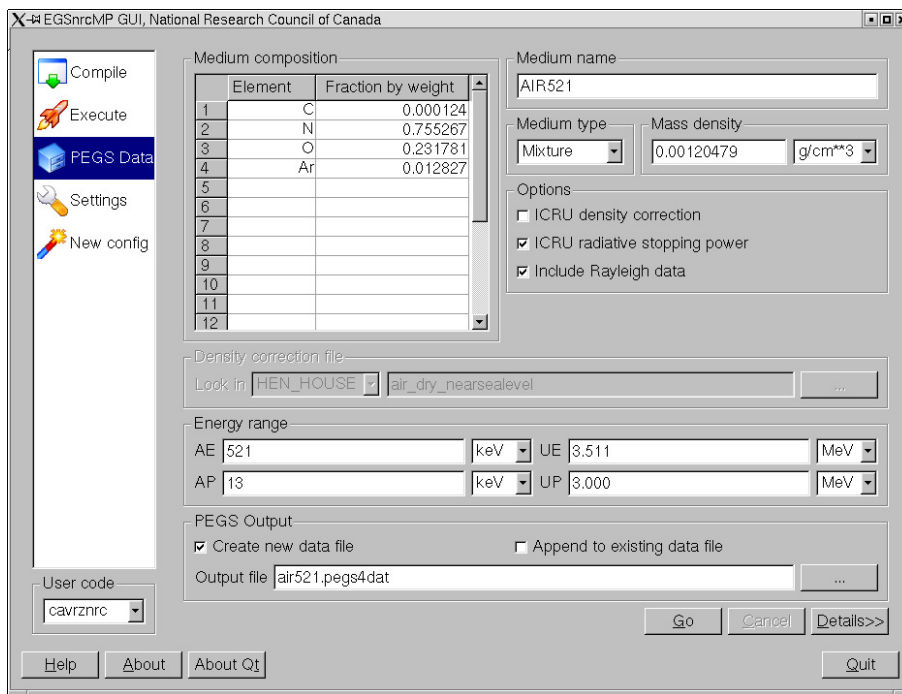 EGSnrcMP GUI, National Research Council of Canada
Compile
Execute
PEGS Data
Settings
New config
User code
cavrznrc
Medium composition
Element Fraction by weight
1 C 0.000124
2 N 0.755267
3 O 0.231781
4 Ar 0.012827
5
6
7
8
9
10
11
12
Medium name
AIR521
Medium type
Mixture
Mass density
0.00120479 g/cm**3
Options
ICRU density correction
ICRU radiative stopping power
Include Rayleigh data
Density correction file
Look in HEN_HOUSE air_dry_nearsealevel ...
Energy range
AE 521 keV UE 3.511 MeV
AP 13 keV UP 3.000 MeV
PEGS Output
Create new data file Append to existing data file
Output file air521.pegs4dat ...
Go Cancel Details>>
Help About About Qt Quit